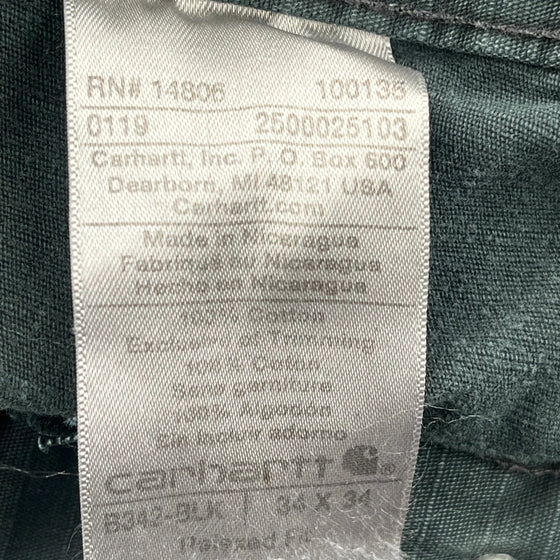 RN# 14806 100136
0119 2500025103
Carhartt, Inc. P. O. Box 600
Dearborn, MI 48121 USA
Carhartt.com
Made in Nicaragua
Fabriqué au Nicaragua
Hecho en Nicaragua
100% Cotton
Exclusive of Trimming
100% Coton
Sans garniture
100% Algodón
Sin incluir adorno
carhartt ®
B342-BLK 34 X 34
Relaxed Fit